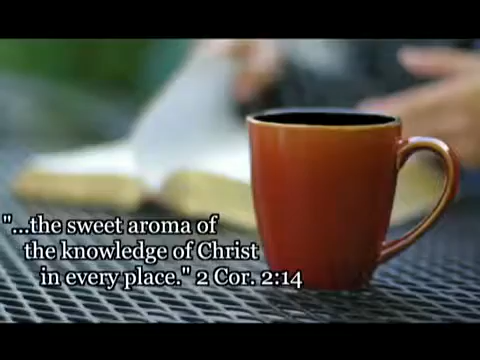 "...the sweet aroma of
the knowledge of Christ
in every place." 2 Cor. 2:14